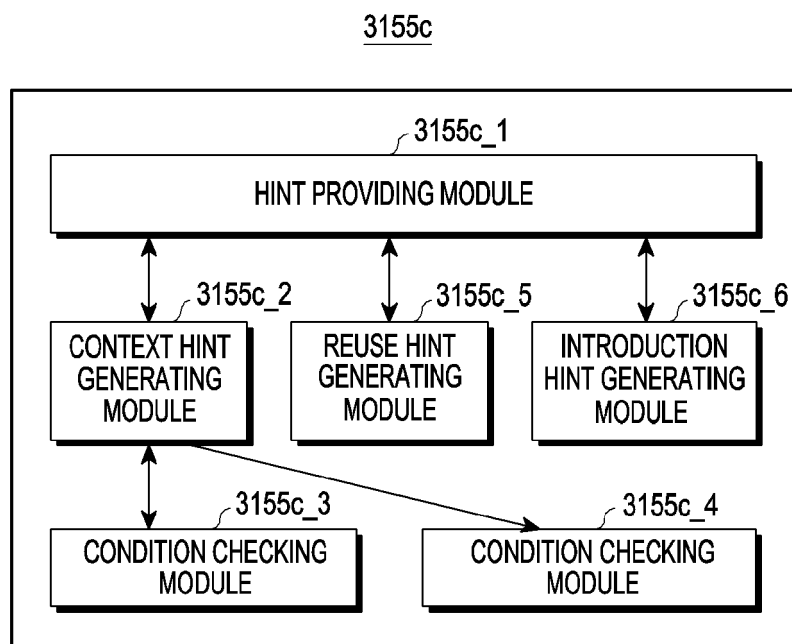 3155c
3155c_1
HINT PROVIDING MODULE
3155c_2
3155c_5
3155c_6
CONTEXT HINT
GENERATING
MODULE
REUSE HINT
GENERATING
MODULE
INTRODUCTION
HINT GENERATING
MODULE
3155c_3
3155c_4
CONDITION CHECKING
MODULE
CONDITION CHECKING
MODULE